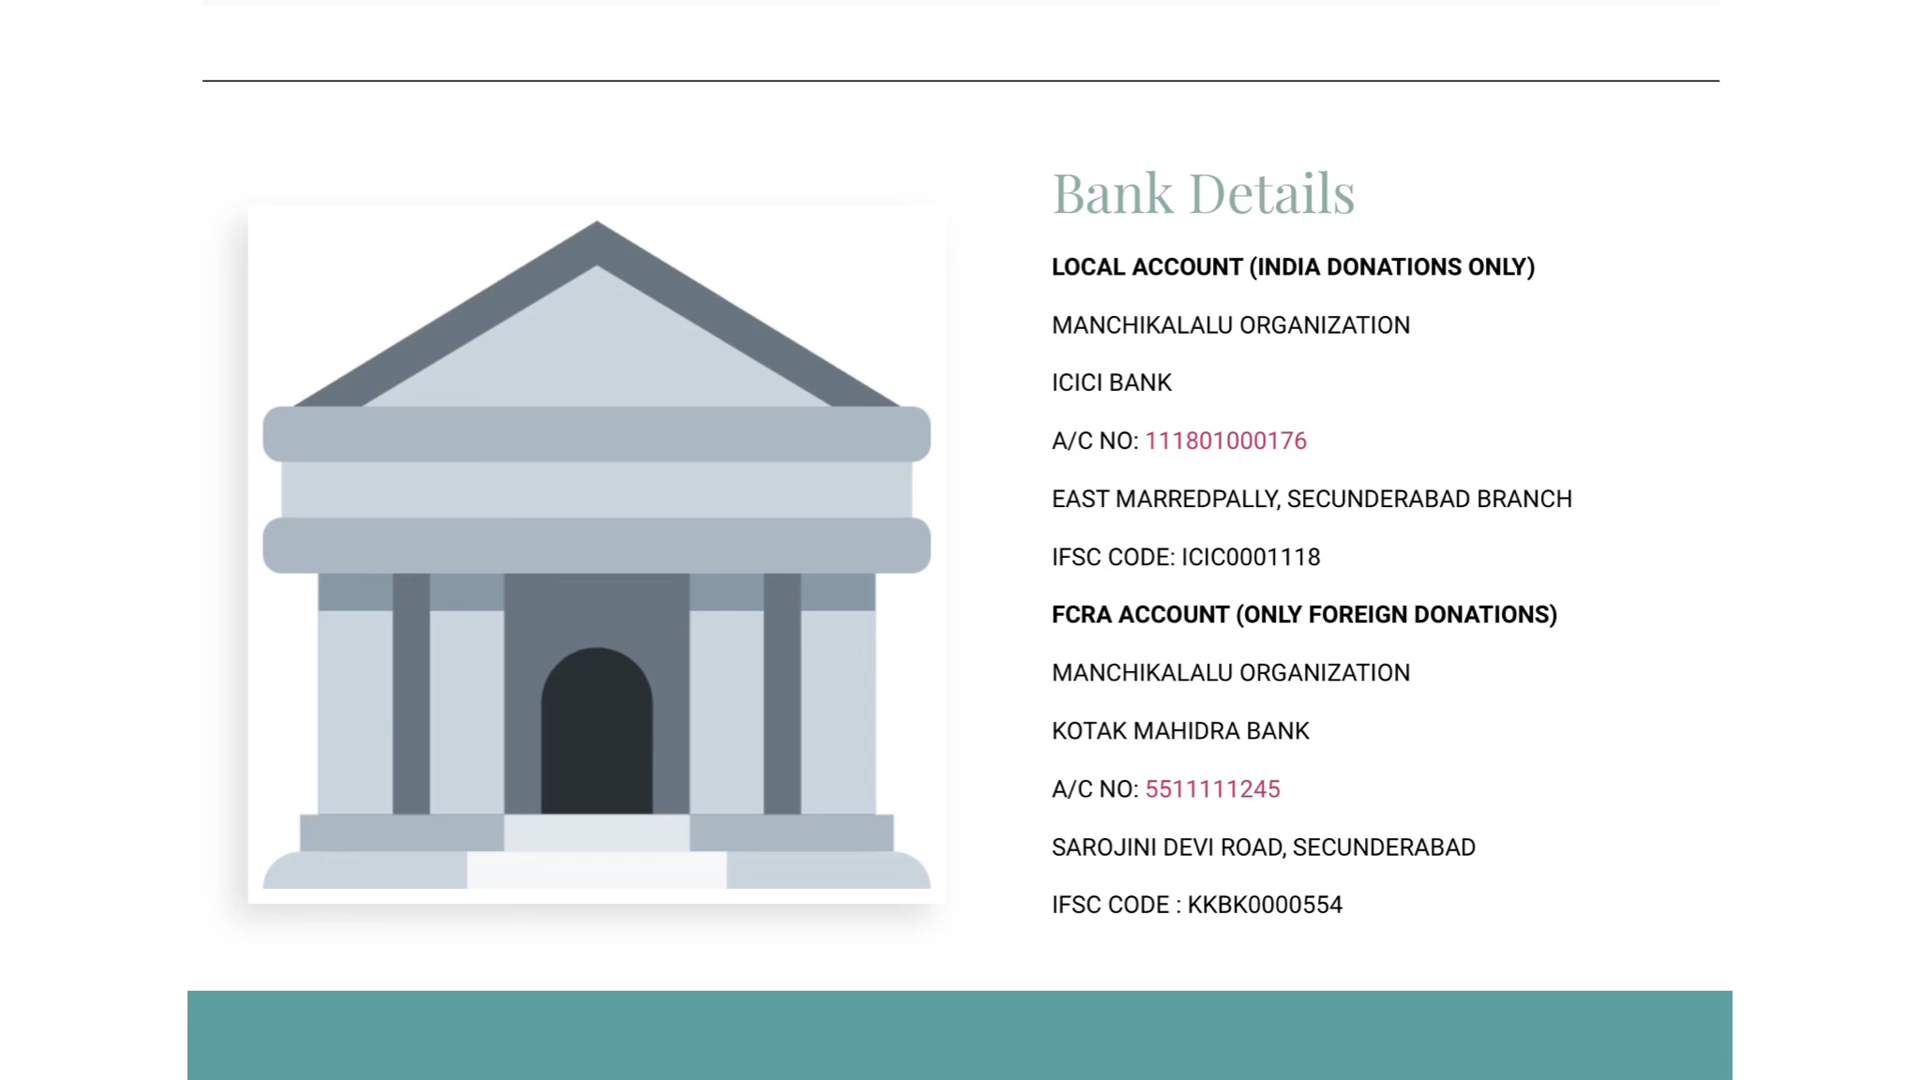 Bank Details
LOCAL ACCOUNT (INDIA DONATIONS ONLY)
MANCHIKALALU ORGANIZATION
ICICI BANK
A/C NO: 111801000176
EAST MARREDPALLY, SECUNDERABAD BRANCH
IFSC CODE: ICIC0001118
FCRA ACCOUNT (ONLY FOREIGN DONATIONS)
MANCHIKALALU ORGANIZATION
KOTAK MAHIDRA BANK
A/C NO: 5511111245
SAROJINI DEVI ROAD, SECUNDERABAD
IFSC CODE : KKBK0000554